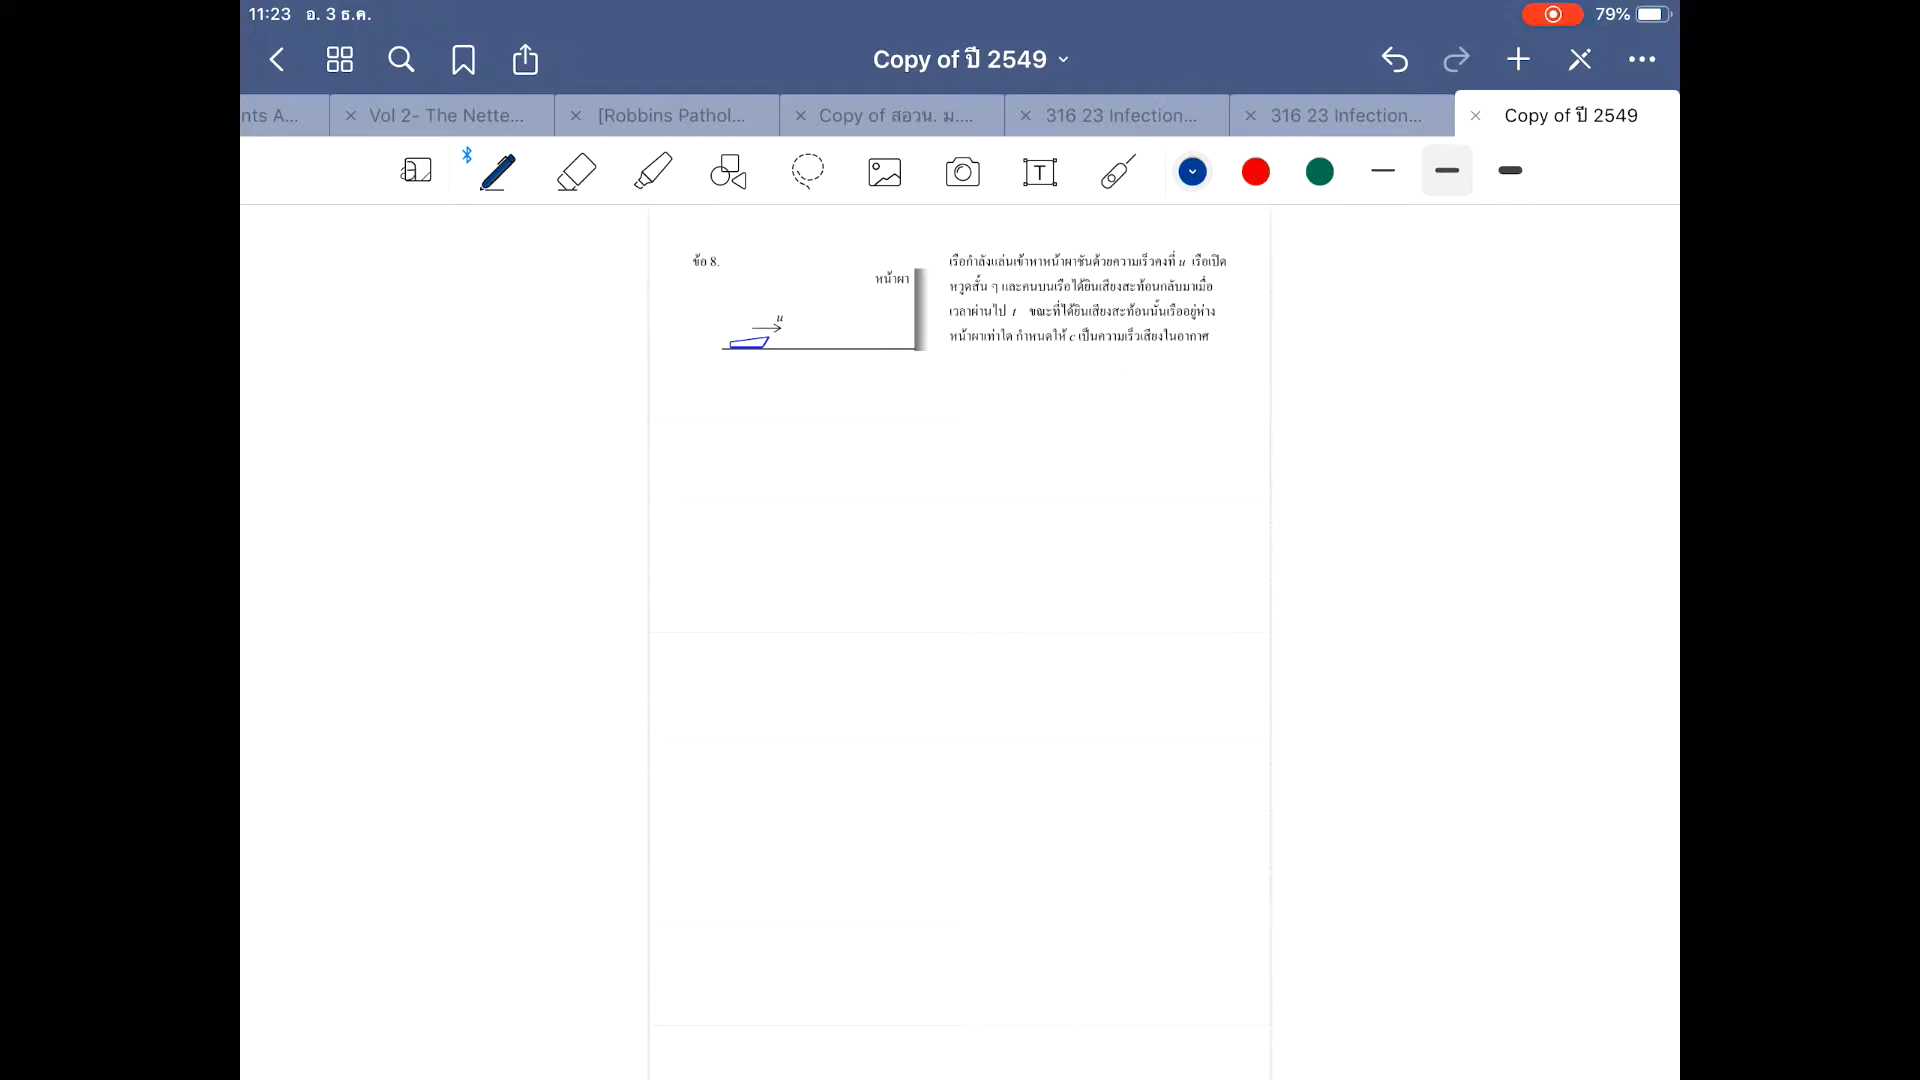 11:23 อ. 3 ธ.ค.
79%
Copy of ปี 2549
nts A...
Vol 2- The Nette...
[Robbins Pathol...
Copy of สอวน. ม....
316 23 Infection...
316 23 Infection...
Copy of ปี 2549
T
ข้อ 8.
หน้าผา
u
เรือกำลังแล่นเข้าหาหน้าผาชันด้วยความเร็วคงที่ u เรือเปิด
หวูดสั้น ๆ และคนบนเรือได้ยินเสียงสะท้อนกลับมาเมื่อ
เวลาผ่านไป t ขณะที่ได้ยินเสียงสะท้อนนั้นเรืออยู่ห่าง
หน้าผาเท่าใด กำหนดให้ c เป็นความเร็วเสียงในอากาศ